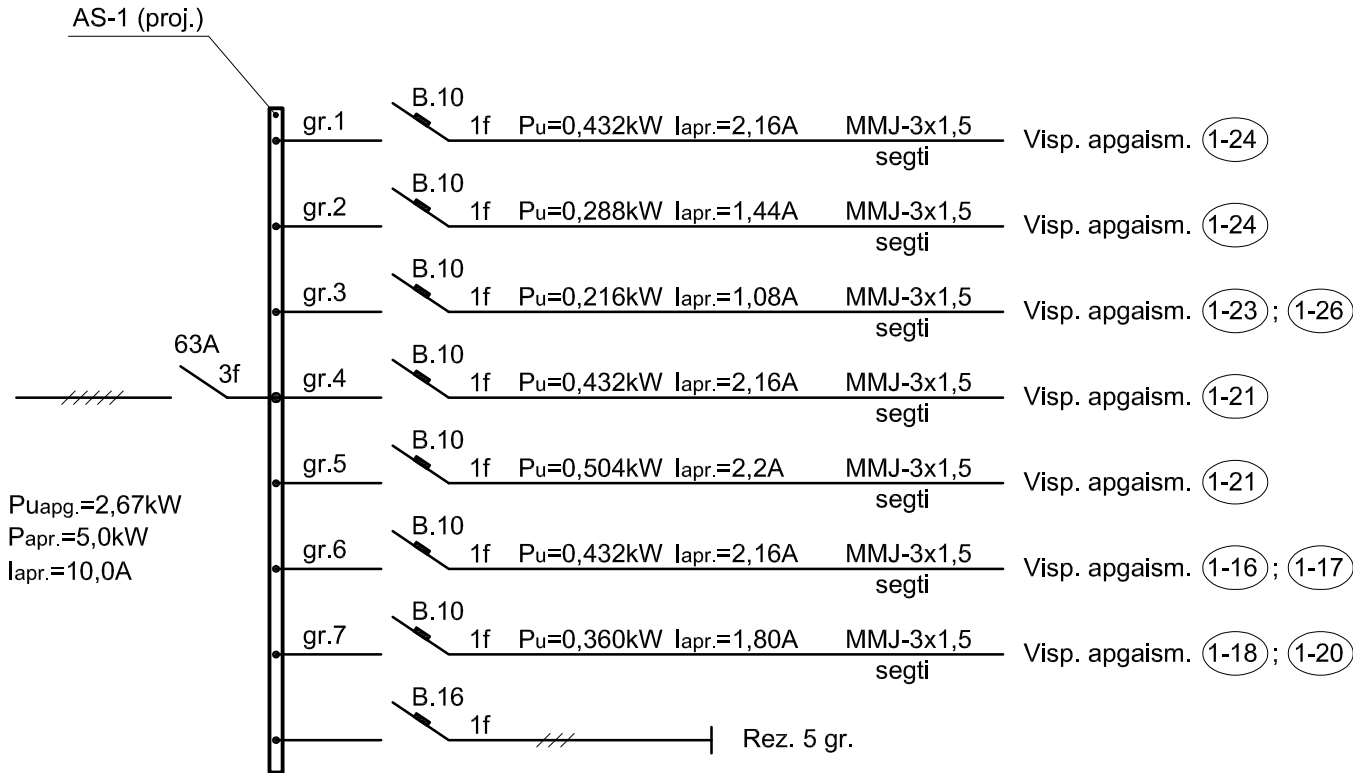 AS-1 (proj.)
gr.1 B.10 1f Pu=0,432kW Iapr.=2,16A MMJ-3x1,5 segti Visp. apgaism. 1-24
gr.2 B.10 1f Pu=0,288kW Iapr.=1,44A MMJ-3x1,5 segti Visp. apgaism. 1-24
gr.3 B.10 1f Pu=0,216kW Iapr.=1,08A MMJ-3x1,5 segti Visp. apgaism. 1-23 ; 1-26
63A 3f
gr.4 B.10 1f Pu=0,432kW Iapr.=2,16A MMJ-3x1,5 segti Visp. apgaism. 1-21
gr.5 B.10 1f Pu=0,504kW Iapr.=2,2A MMJ-3x1,5 segti Visp. apgaism. 1-21
Puapg.=2,67kW
Papr.=5,0kW
Iapr.=10,0A
gr.6 B.10 1f Pu=0,432kW Iapr.=2,16A MMJ-3x1,5 segti Visp. apgaism. 1-16 ; 1-17
gr.7 B.10 1f Pu=0,360kW Iapr.=1,80A MMJ-3x1,5 segti Visp. apgaism. 1-18 ; 1-20
B.16 1f Rez. 5 gr.